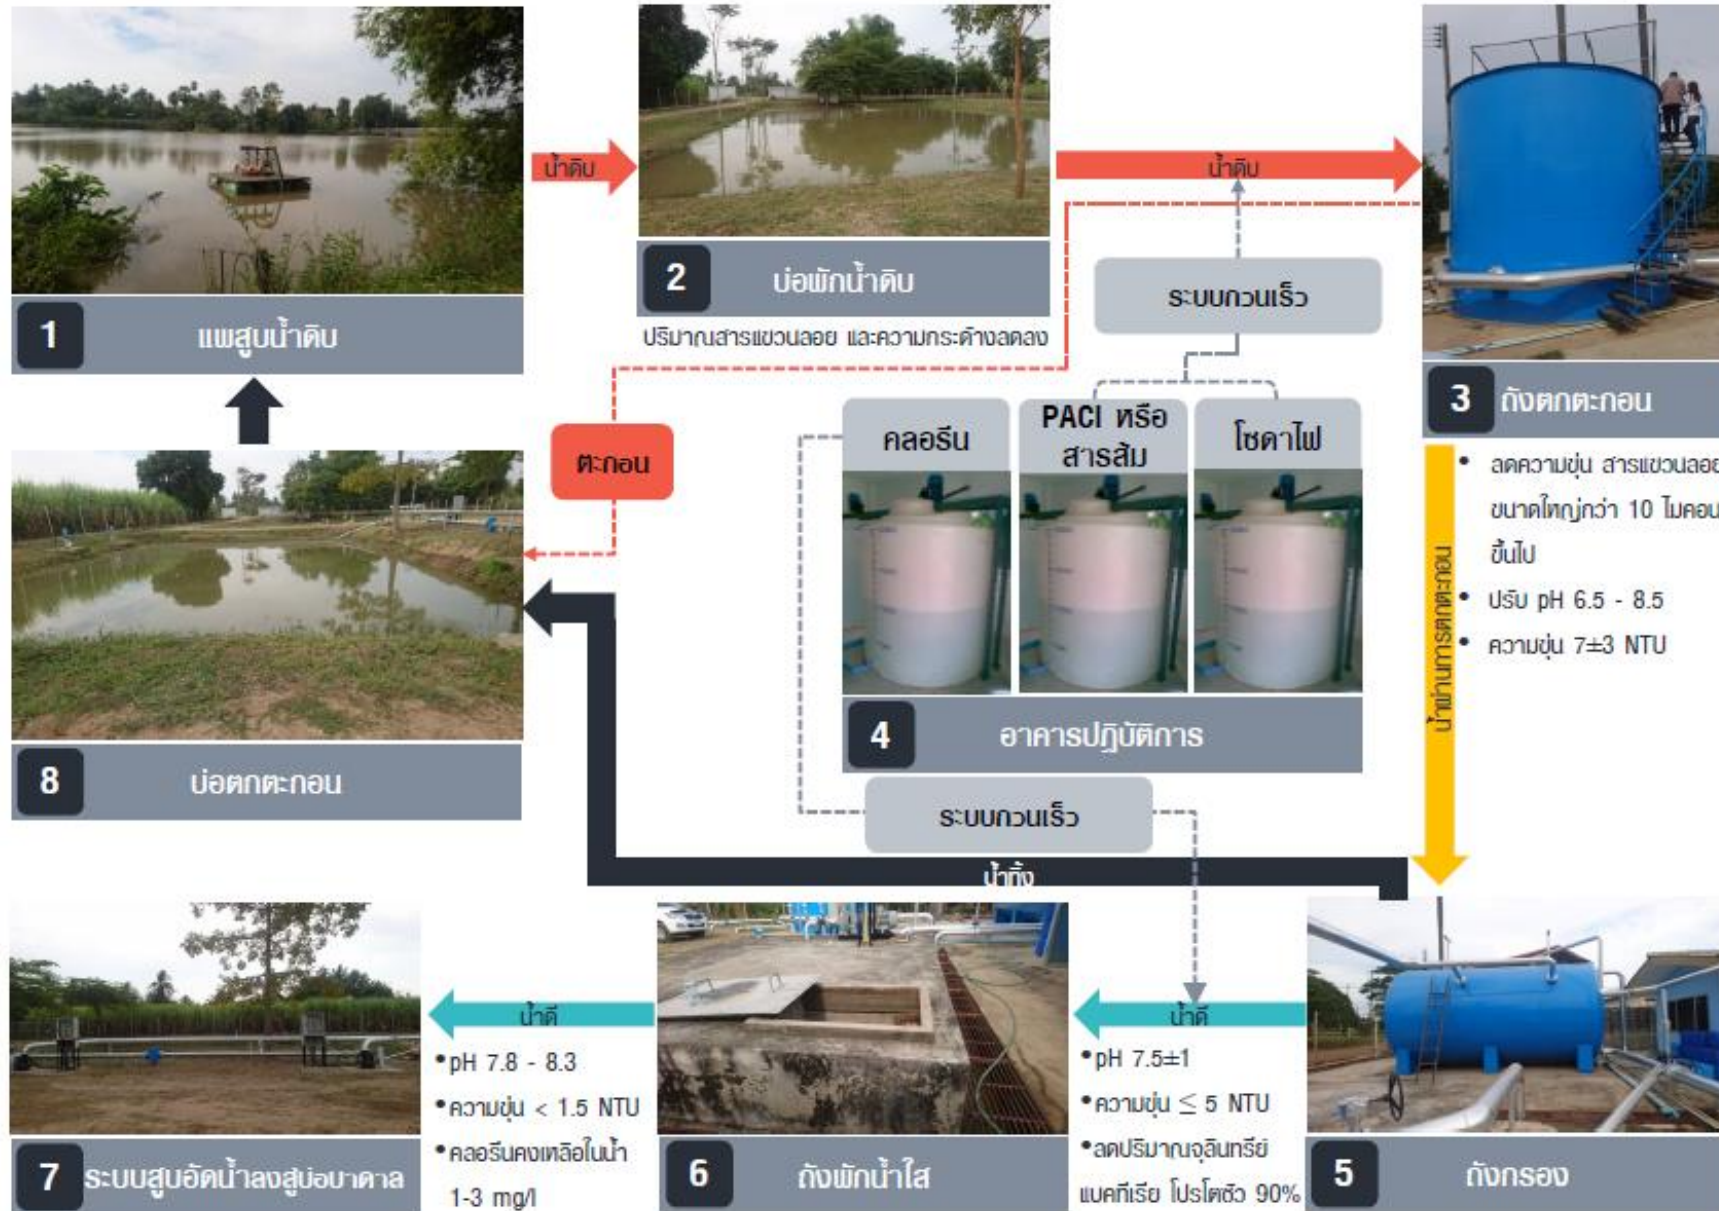 น้ำดิบ
น้ำดิบ
1 แพสูบน้ำดิบ
2 บ่อพักน้ำดิบ
ปริมาณสารแขวนลอย และความกระด้างลดลง
ระบบกวนเร็ว
3 ถังตกตะกอน
• ลดความขุ่น สารแขวนลอย
ขนาดใหญ่กว่า 10 ไมคอน
ขึ้นไป
• ปรับ pH 6.5 - 8.5
• ความขุ่น 7±3 NTU
น้ำผ่านการตกตะกอน
ตะกอน
คลอรีน
PACI หรือ
สารส้ม
โซดาไฟ
4 อาคารปฏิบัติการ
ระบบกวนเร็ว
8 บ่อตกตะกอน
น้ำทิ้ง
น้ำดี
• pH 7.8 - 8.3
• ความขุ่น < 1.5 NTU
• คลอรีนคงเหลือในน้ำ
1-3 mg/l
น้ำดี
• pH 7.5±1
• ความขุ่น ≤ 5 NTU
• ลดปริมาณจุลินทรีย์
แบคทีเรีย โปรโตซัว 90%
7 ระบบสูบอัดน้ำลงสู่บ่อบาดาล
6 ถังพักน้ำใส
5 ถังกรอง